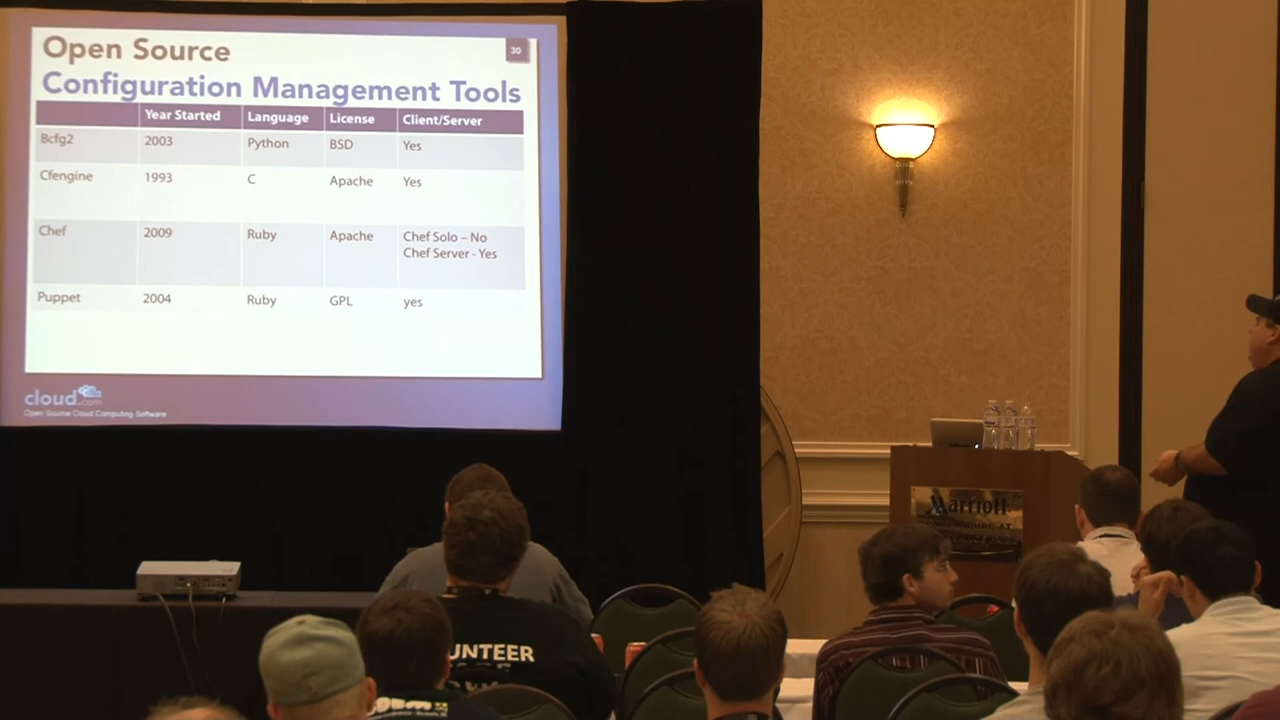 Open Source
30
Configuration Management Tools
Year Started Language License Client/Server
Bcfg2 2003 Python BSD Yes
Cfengine 1993 C Apache Yes
Chef 2009 Ruby Apache Chef Solo – No
Chef Server - Yes
Puppet 2004 Ruby GPL yes
cloud.com
Open Source Cloud Computing Software
Marriott
UNTEER